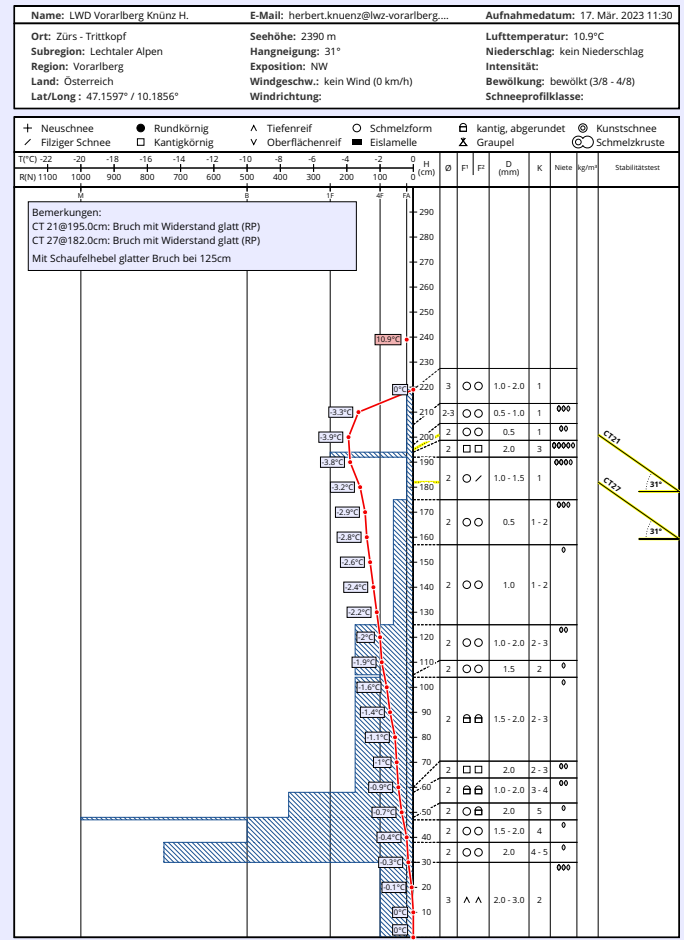 Name: LWD Vorarlberg Knünz H. E-Mail: herbert.knuenz@lwz-vorarlberg.... Aufnahmedatum: 17. Mär. 2023 11:30
Ort: Zürs - Trittkopf Seehöhe: 2390 m Lufttemperatur: 10.9°C
Subregion: Lechtaler Alpen Hangneigung: 31° Niederschlag: kein Niederschlag
Region: Vorarlberg Exposition: NW Intensität:
Land: Österreich Windgeschw.: kein Wind (0 km/h) Bewölkung: bewölkt (3/8 - 4/8)
Lat/Long : 47.1597° / 10.1856° Windrichtung: Schneeprofilklasse:
Neuschnee Rundkörnig Tiefenreif Schmelzform kantig, abgerundet Kunstschnee
Filziger Schnee Kantigkörnig Oberflächenreif Eislamelle Graupel Schmelzkruste
T(°C) -22 -20 -18 -16 -14 -12 -10 -8 -6 -4 -2 0 H (cm) Ø F¹ F² D (mm) K Niete kg/m³ Stabilitätstest
R(N) 1100 1000 900 800 700 600 500 400 300 200 100 0
M B 1F 4F FA
Bemerkungen:
CT 21@195.0cm: Bruch mit Widerstand glatt (RP)
CT 27@182.0cm: Bruch mit Widerstand glatt (RP)
Mit Schaufelhebel glatter Bruch bei 125cm
290
280
270
260
250
10.9°C 240
230
0°C 220 3 1.0 - 2.0 1
-3.3°C 210 2-3 0.5 - 1.0 1
-3.9°C 200 2 0.5 1 CT21
2 2.0 3
-3.8°C 190
-3.2°C 180 2 1.0 - 1.5 1 CT27 31°
-2.9°C 170
-2.8°C 160 2 0.5 1 - 2 31°
-2.6°C 150
-2.4°C 140 2 1.0 1 - 2
-2.2°C 130
-2°C 120 2 1.0 - 2.0 2 - 3
-1.9°C 110 2 1.5 2
-1.6°C 100
-1.4°C 90 2 1.5 - 2.0 2 - 3
-1.1°C 80
-1°C 70 2 2.0 2 - 3
-0.9°C 60 2 1.0 - 2.0 3 - 4
-0.7°C 50 2 2.0 5
-0.4°C 40 2 1.5 - 2.0 4
-0.3°C 30 2 2.0 4 - 5
-0.1°C 20 3 2.0 - 3.0 2
0°C 10
0°C